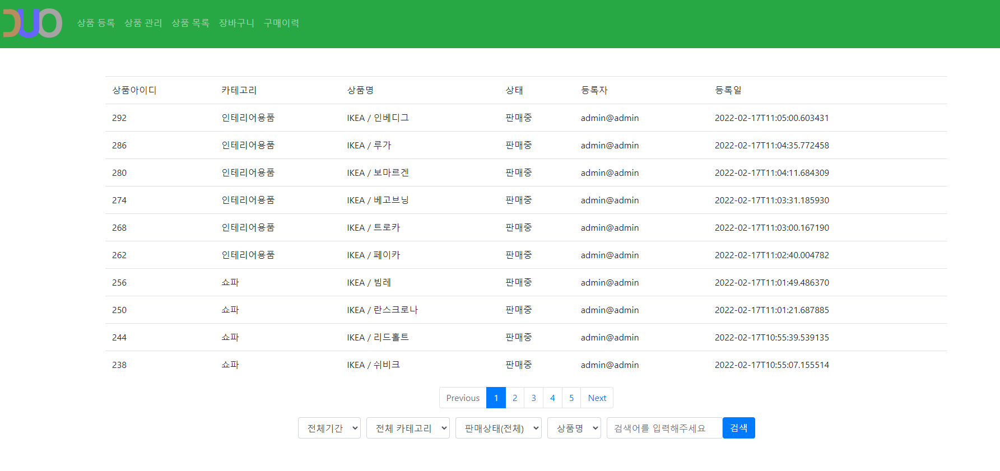 DUO 상품 등록 상품 관리 상품 목록 장바구니 구매이력
상품아이디 카테고리 상품명 상태 등록자 등록일
292 인테리어용품 IKEA / 인베디그 판매중 admin@admin 2022-02-17T11:05:00.603431
286 인테리어용품 IKEA / 루가 판매중 admin@admin 2022-02-17T11:04:35.772458
280 인테리어용품 IKEA / 보마르겐 판매중 admin@admin 2022-02-17T11:04:11.684309
274 인테리어용품 IKEA / 베고브닝 판매중 admin@admin 2022-02-17T11:03:31.185930
268 인테리어용품 IKEA / 트로카 판매중 admin@admin 2022-02-17T11:03:00.167190
262 인테리어용품 IKEA / 페이카 판매중 admin@admin 2022-02-17T11:02:40.004782
256 쇼파 IKEA / 빔레 판매중 admin@admin 2022-02-17T11:01:49.486370
250 쇼파 IKEA / 란스크로나 판매중 admin@admin 2022-02-17T11:01:21.687885
244 쇼파 IKEA / 리드훌트 판매중 admin@admin 2022-02-17T10:55:39.539135
238 쇼파 IKEA / 쉬비크 판매중 admin@admin 2022-02-17T10:55:07.155514
Previous 1 2 3 4 5 Next
전체기간 전체 카테고리 판매상태(전체) 상품명 검색어를 입력해주세요 검색